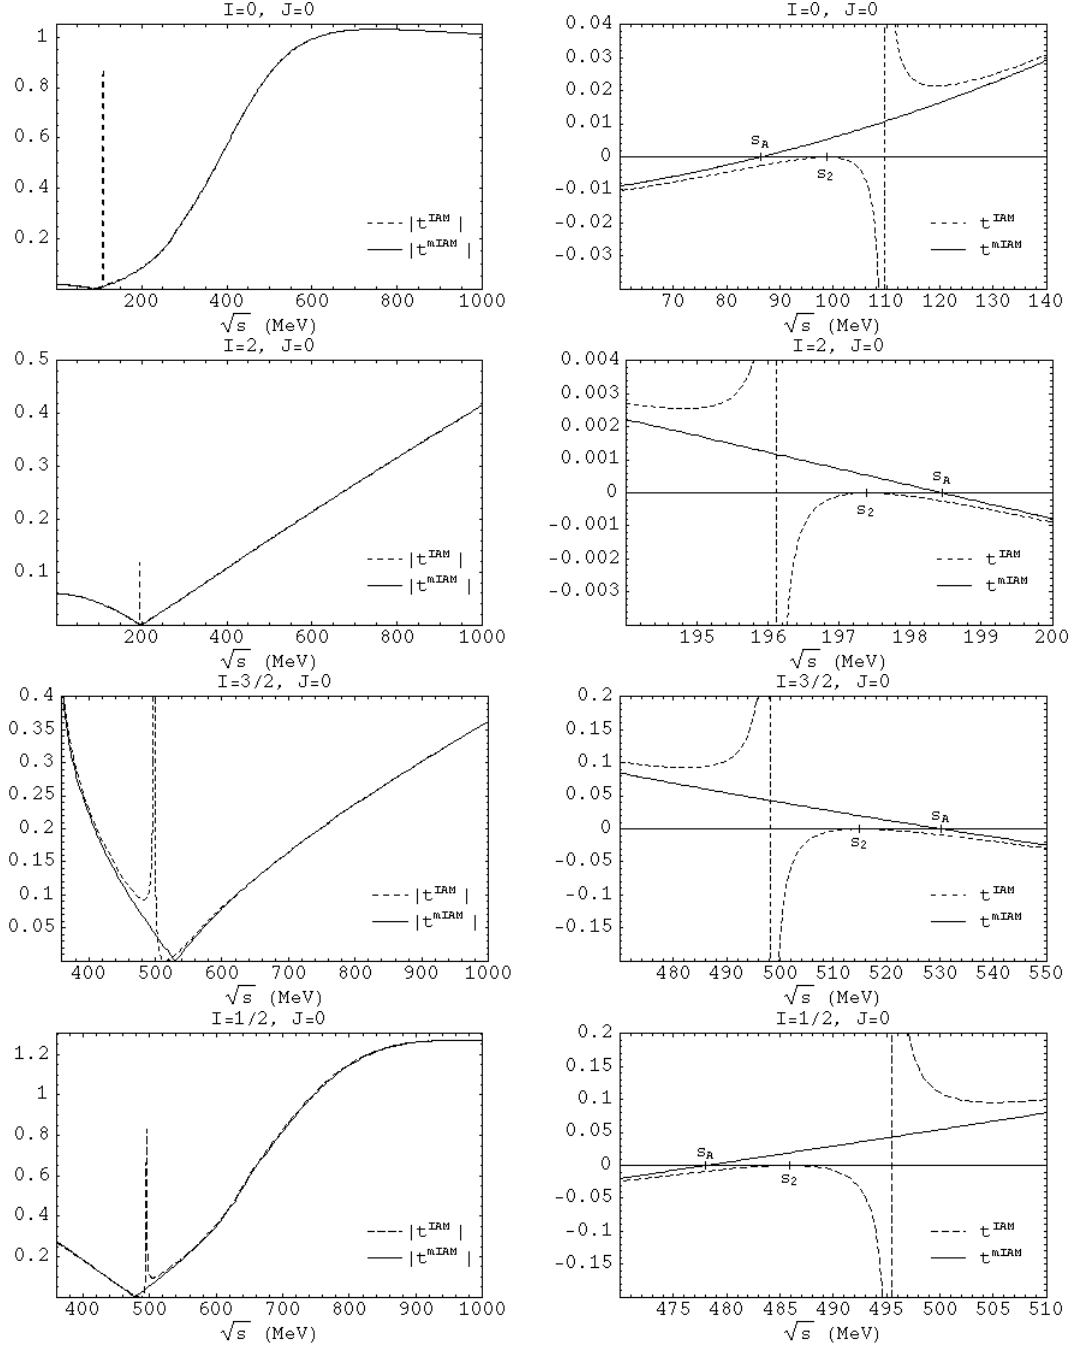 I=0, J=0
1
0.8
0.6
0.4
0.2
|t^IAM|
|t^mIAM|
200 400 600 800 1000
√s (MeV)
I=0, J=0
0.04
0.03
0.02
0.01
0
-0.01
-0.02
-0.03
s_A
s_2
t^IAM
t^mIAM
70 80 90 100 110 120 130 140
√s (MeV)
I=2, J=0
0.5
0.4
0.3
0.2
0.1
|t^IAM|
|t^mIAM|
200 400 600 800 1000
√s (MeV)
I=2, J=0
0.004
0.003
0.002
0.001
0
-0.001
-0.002
-0.003
s_A
s_2
t^IAM
t^mIAM
195 196 197 198 199 200
√s (MeV)
I=3/2, J=0
0.4
0.35
0.3
0.25
0.2
0.15
0.1
0.05
|t^IAM|
|t^mIAM|
400 500 600 700 800 900 1000
√s (MeV)
I=3/2, J=0
0.2
0.15
0.1
0.05
0
-0.05
-0.1
-0.15
s_A
s_2
t^IAM
t^mIAM
480 490 500 510 520 530 540 550
√s (MeV)
I=1/2, J=0
1.2
1
0.8
0.6
0.4
0.2
|t^IAM|
|t^mIAM|
400 500 600 700 800 900 1000
√s (MeV)
I=1/2, J=0
0.2
0.15
0.1
0.05
0
-0.05
-0.1
-0.15
s_A
s_2
t^IAM
t^mIAM
475 480 485 490 495 500 505 510
√s (MeV)